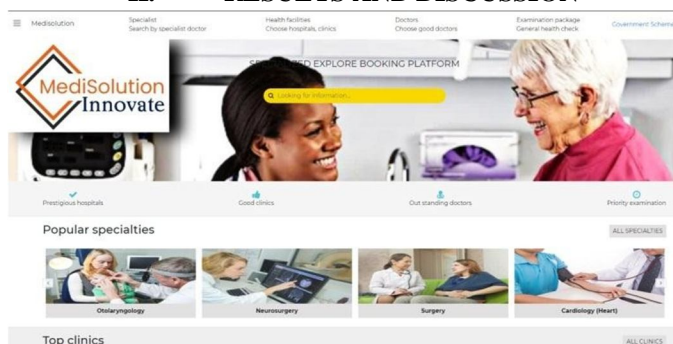 RESULTS AND DISCUSSION
Medisolution
Specialist
Search by specialist doctor
Health facilities
Choose hospitals, clinics
Doctors
Choose good doctors
Examination package
General health check
Government Scheme
MediSolution
Innovate
EXPLORE BOOKING PLATFORM
Looking for information...
Prestigious hospitals
Good clinics
Out standing doctors
Priority examination
Popular specialties
ALL SPECIALTIES
Otolaryngology
Neurosurgery
Surgery
Cardiology (Heart)
Top clinics
ALL CLINICS